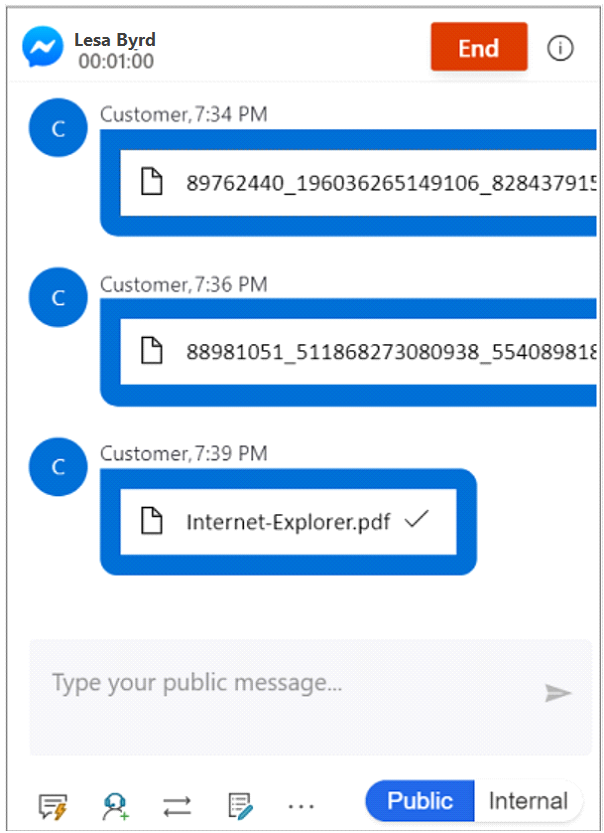 Lesa Byrd
00:01:00
End
C
Customer,7:34 PM
89762440_196036265149106_828437915
C
Customer,7:36 PM
88981051_511868273080938_554089818
C
Customer,7:39 PM
Internet-Explorer.pdf
Type your public message...
Public
Internal